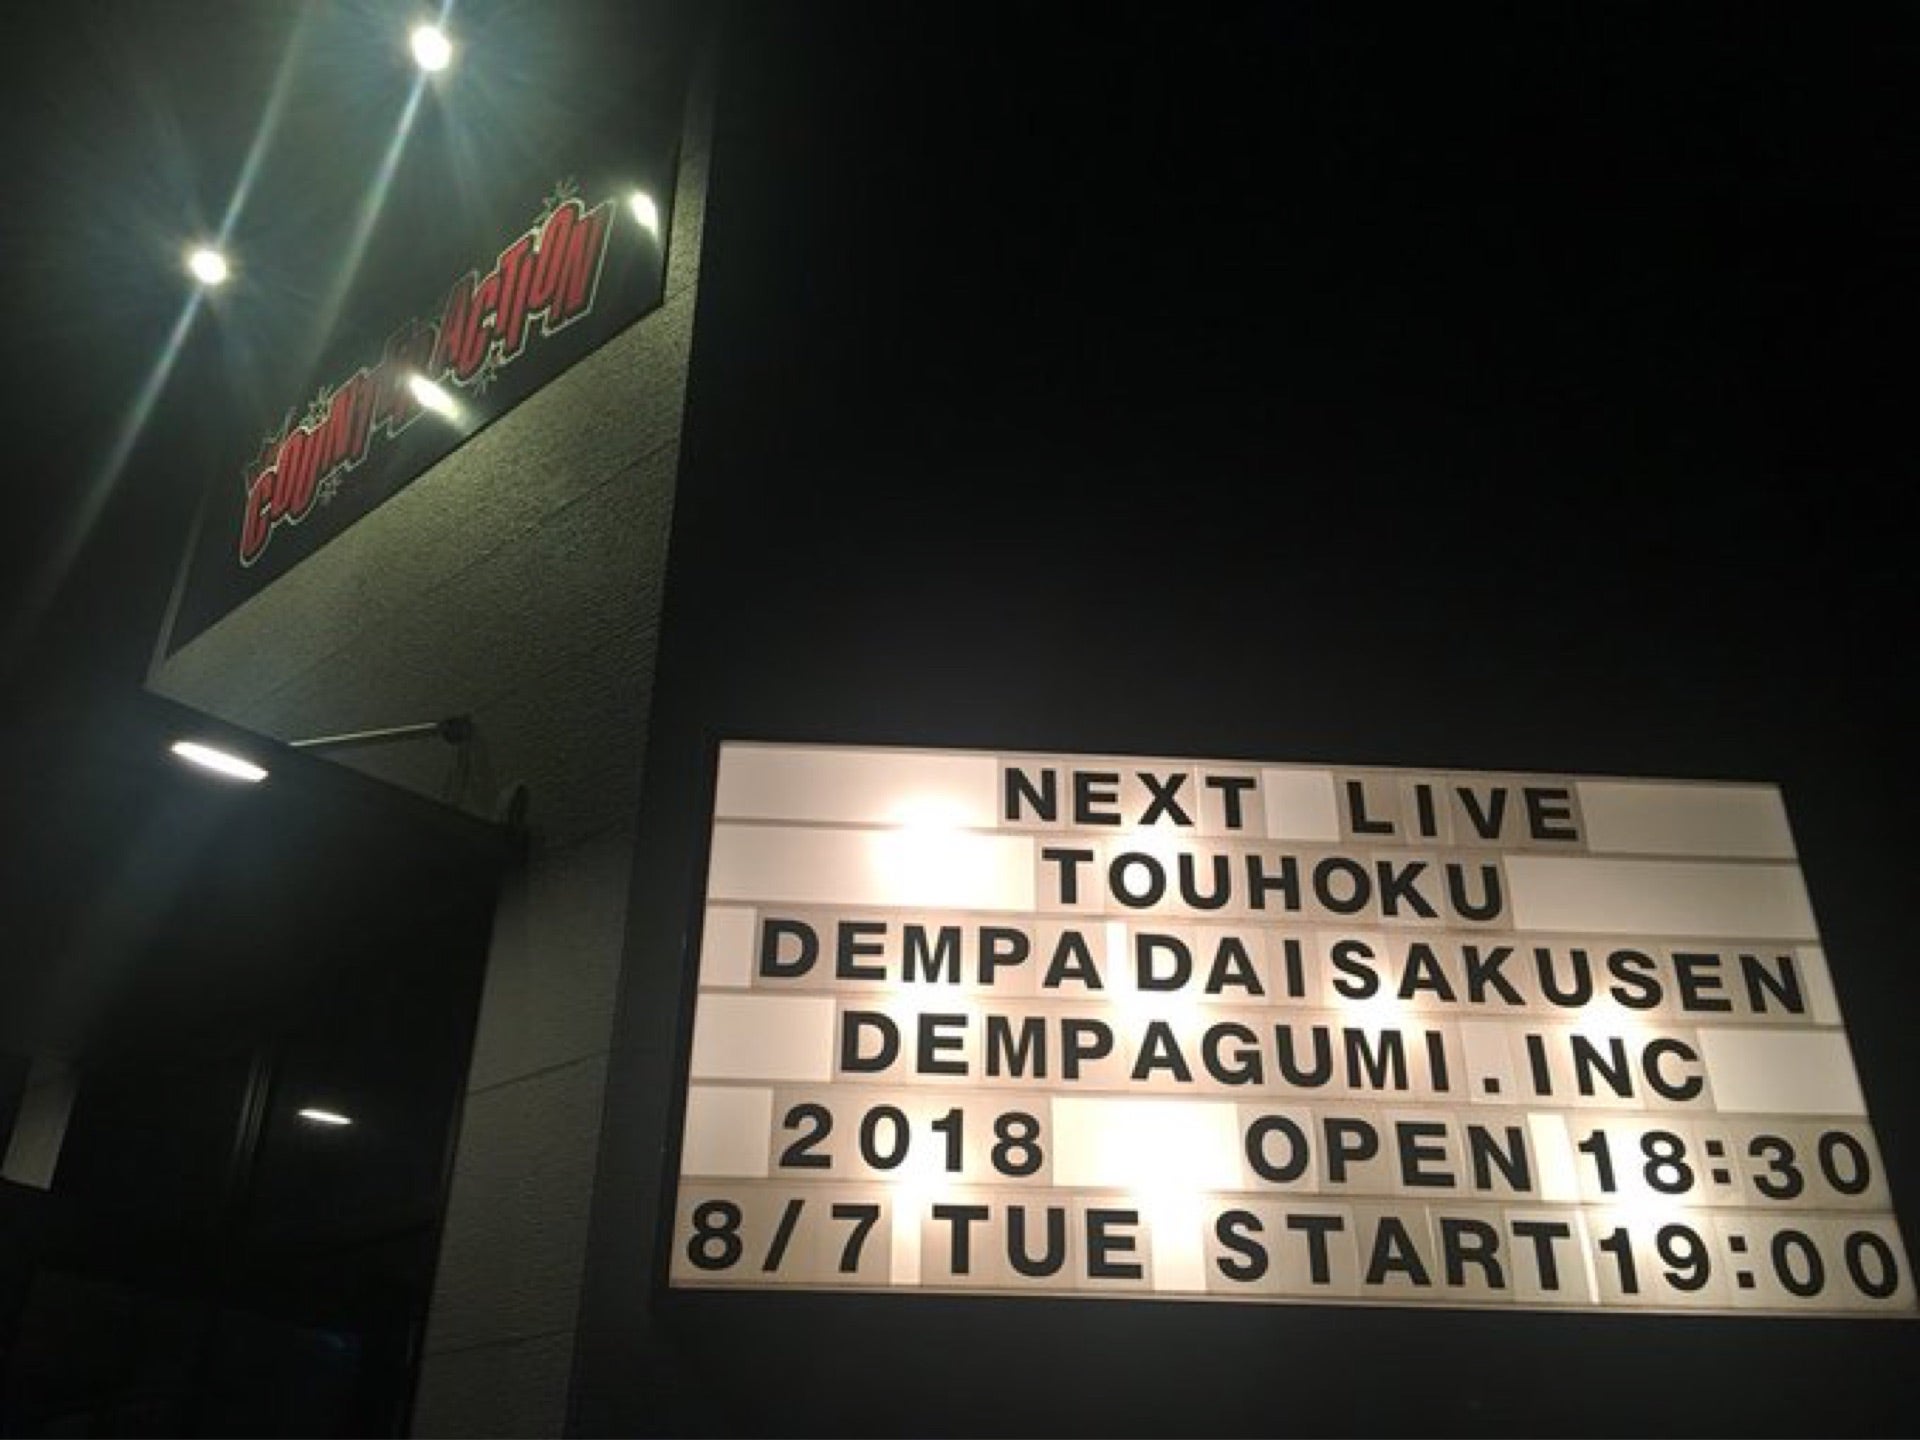 COUNTER ACTION
NEXT LIVE
TOUHOKU
DEMPA DAISAKUSEN
DEMPAGUMI.INC
2018 OPEN 18:30
8/7 TUE START 19:00